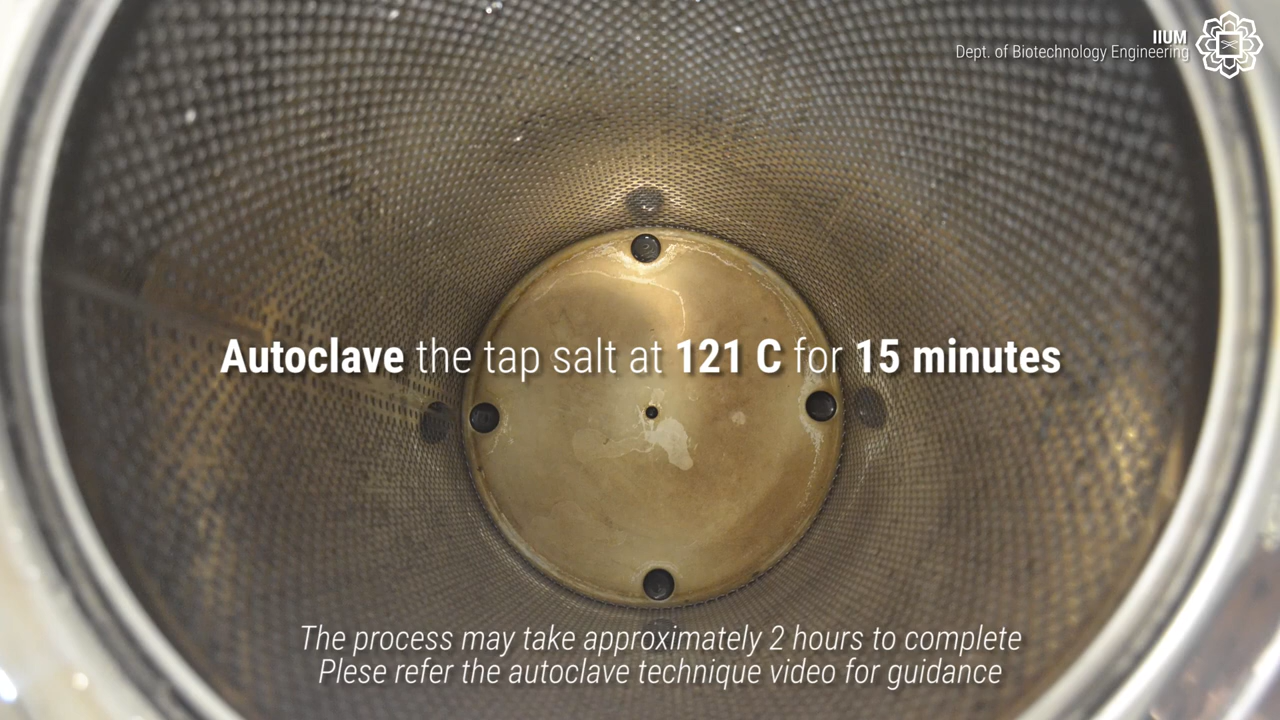 IIUM
Dept. of Biotechnology Engineering
Autoclave the tap salt at 121 C for 15 minutes
The process may take approximately 2 hours to complete
Plese refer the autoclave technique video for guidance